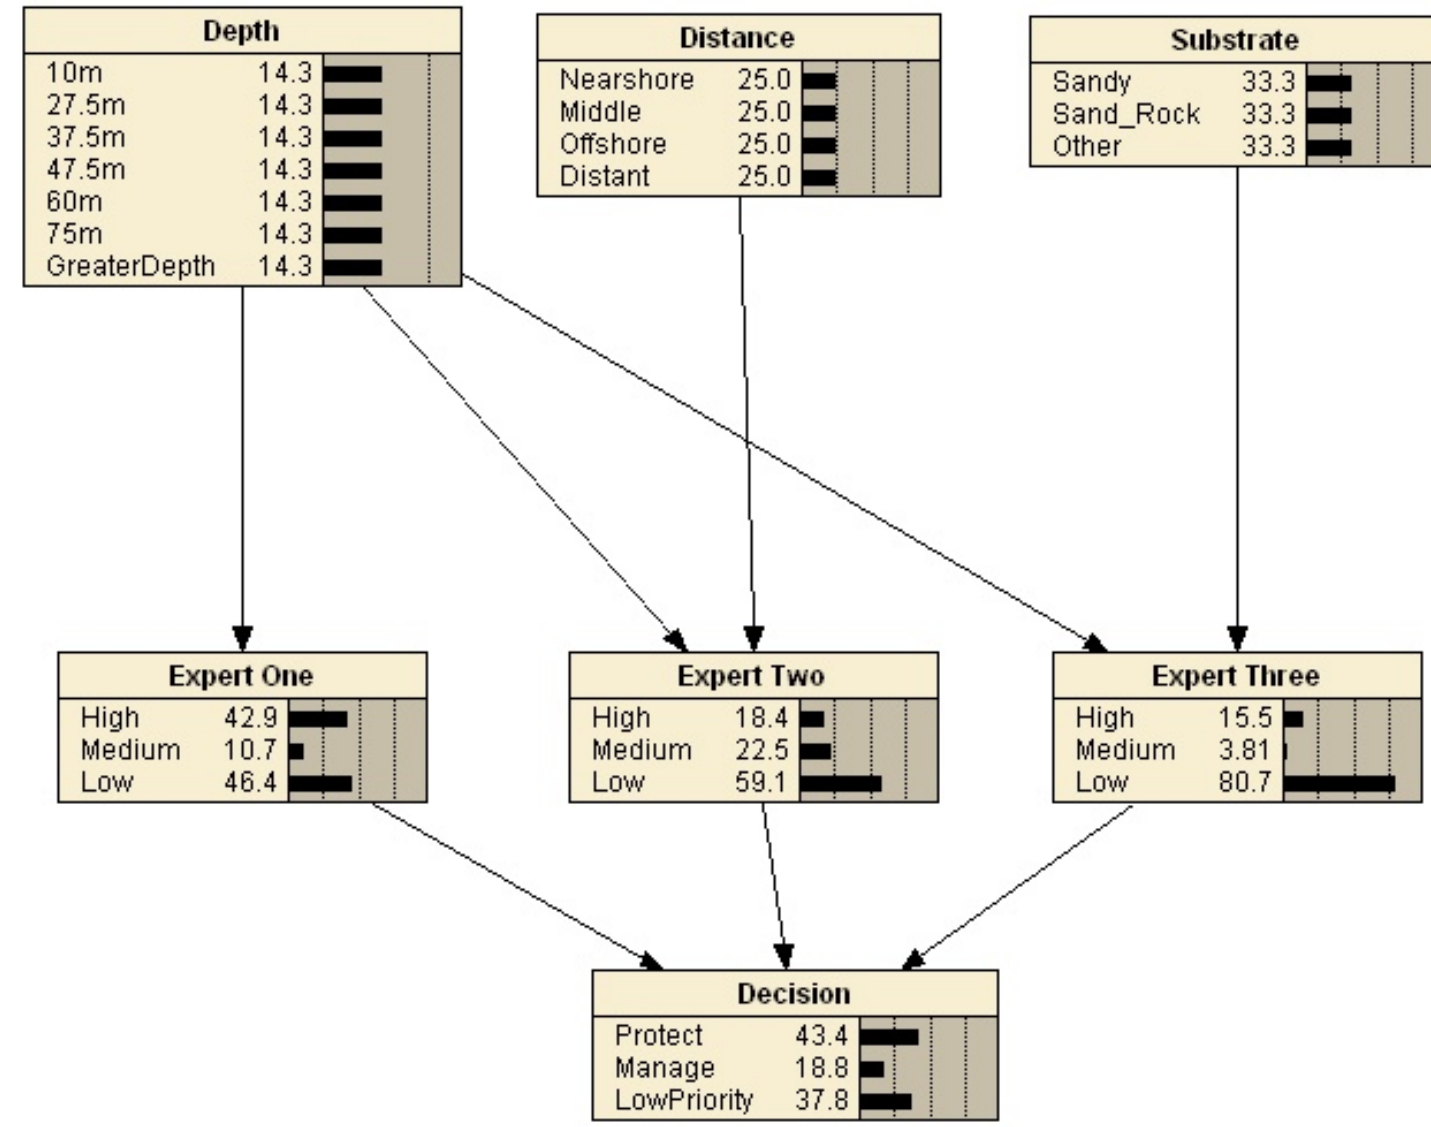 Depth
10m 14.3
27.5m 14.3
37.5m 14.3
47.5m 14.3
60m 14.3
75m 14.3
GreaterDepth 14.3
Distance
Nearshore 25.0
Middle 25.0
Offshore 25.0
Distant 25.0
Substrate
Sandy 33.3
Sand_Rock 33.3
Other 33.3
Expert One
High 42.9
Medium 10.7
Low 46.4
Expert Two
High 18.4
Medium 22.5
Low 59.1
Expert Three
High 15.5
Medium 3.81
Low 80.7
Decision
Protect 43.4
Manage 18.8
LowPriority 37.8